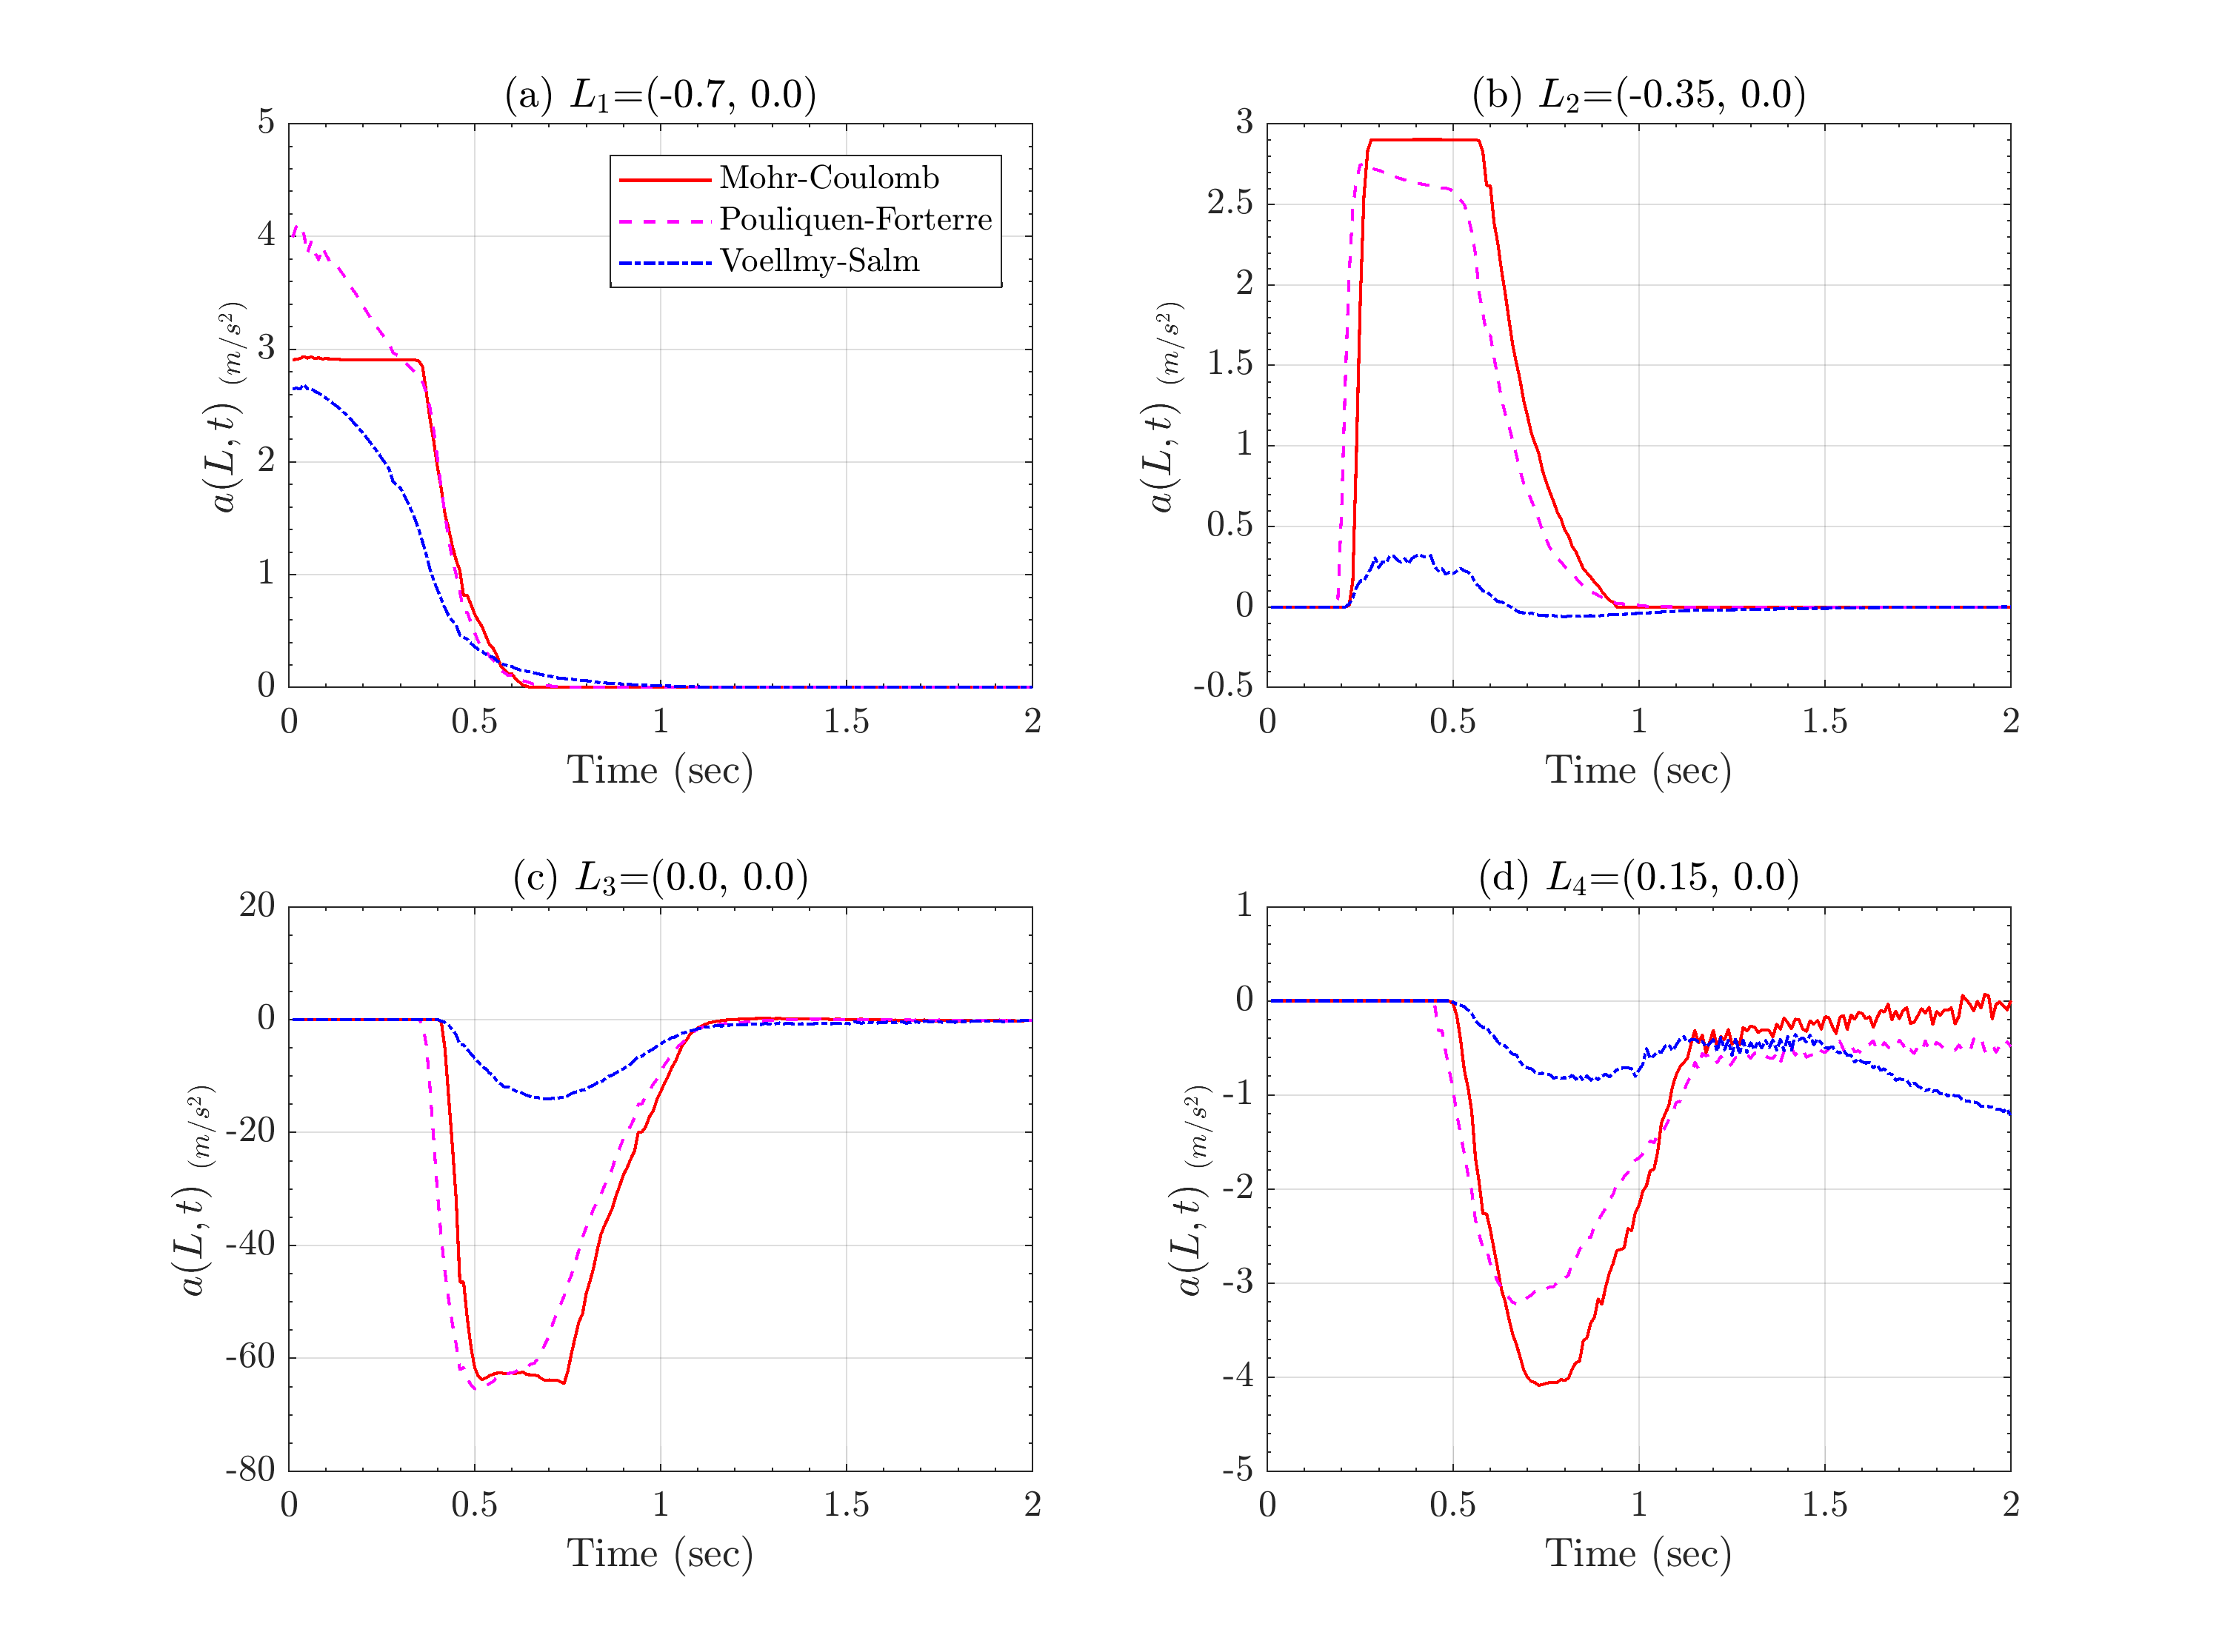 (a) L₁=(-0.7, 0.0)
5
4
3
2
1
0
a(L, t) (m/s²)
Mohr-Coulomb
Pouliquen-Forterre
Voellmy-Salm
0 0.5 1 1.5 2
Time (sec)
(b) L₂=(-0.35, 0.0)
3
2.5
2
1.5
1
0.5
0
-0.5
a(L, t) (m/s²)
0 0.5 1 1.5 2
Time (sec)
(c) L₃=(0.0, 0.0)
20
0
-20
-40
-60
-80
a(L, t) (m/s²)
0 0.5 1 1.5 2
Time (sec)
(d) L₄=(0.15, 0.0)
1
0
-1
-2
-3
-4
-5
a(L, t) (m/s²)
0 0.5 1 1.5 2
Time (sec)